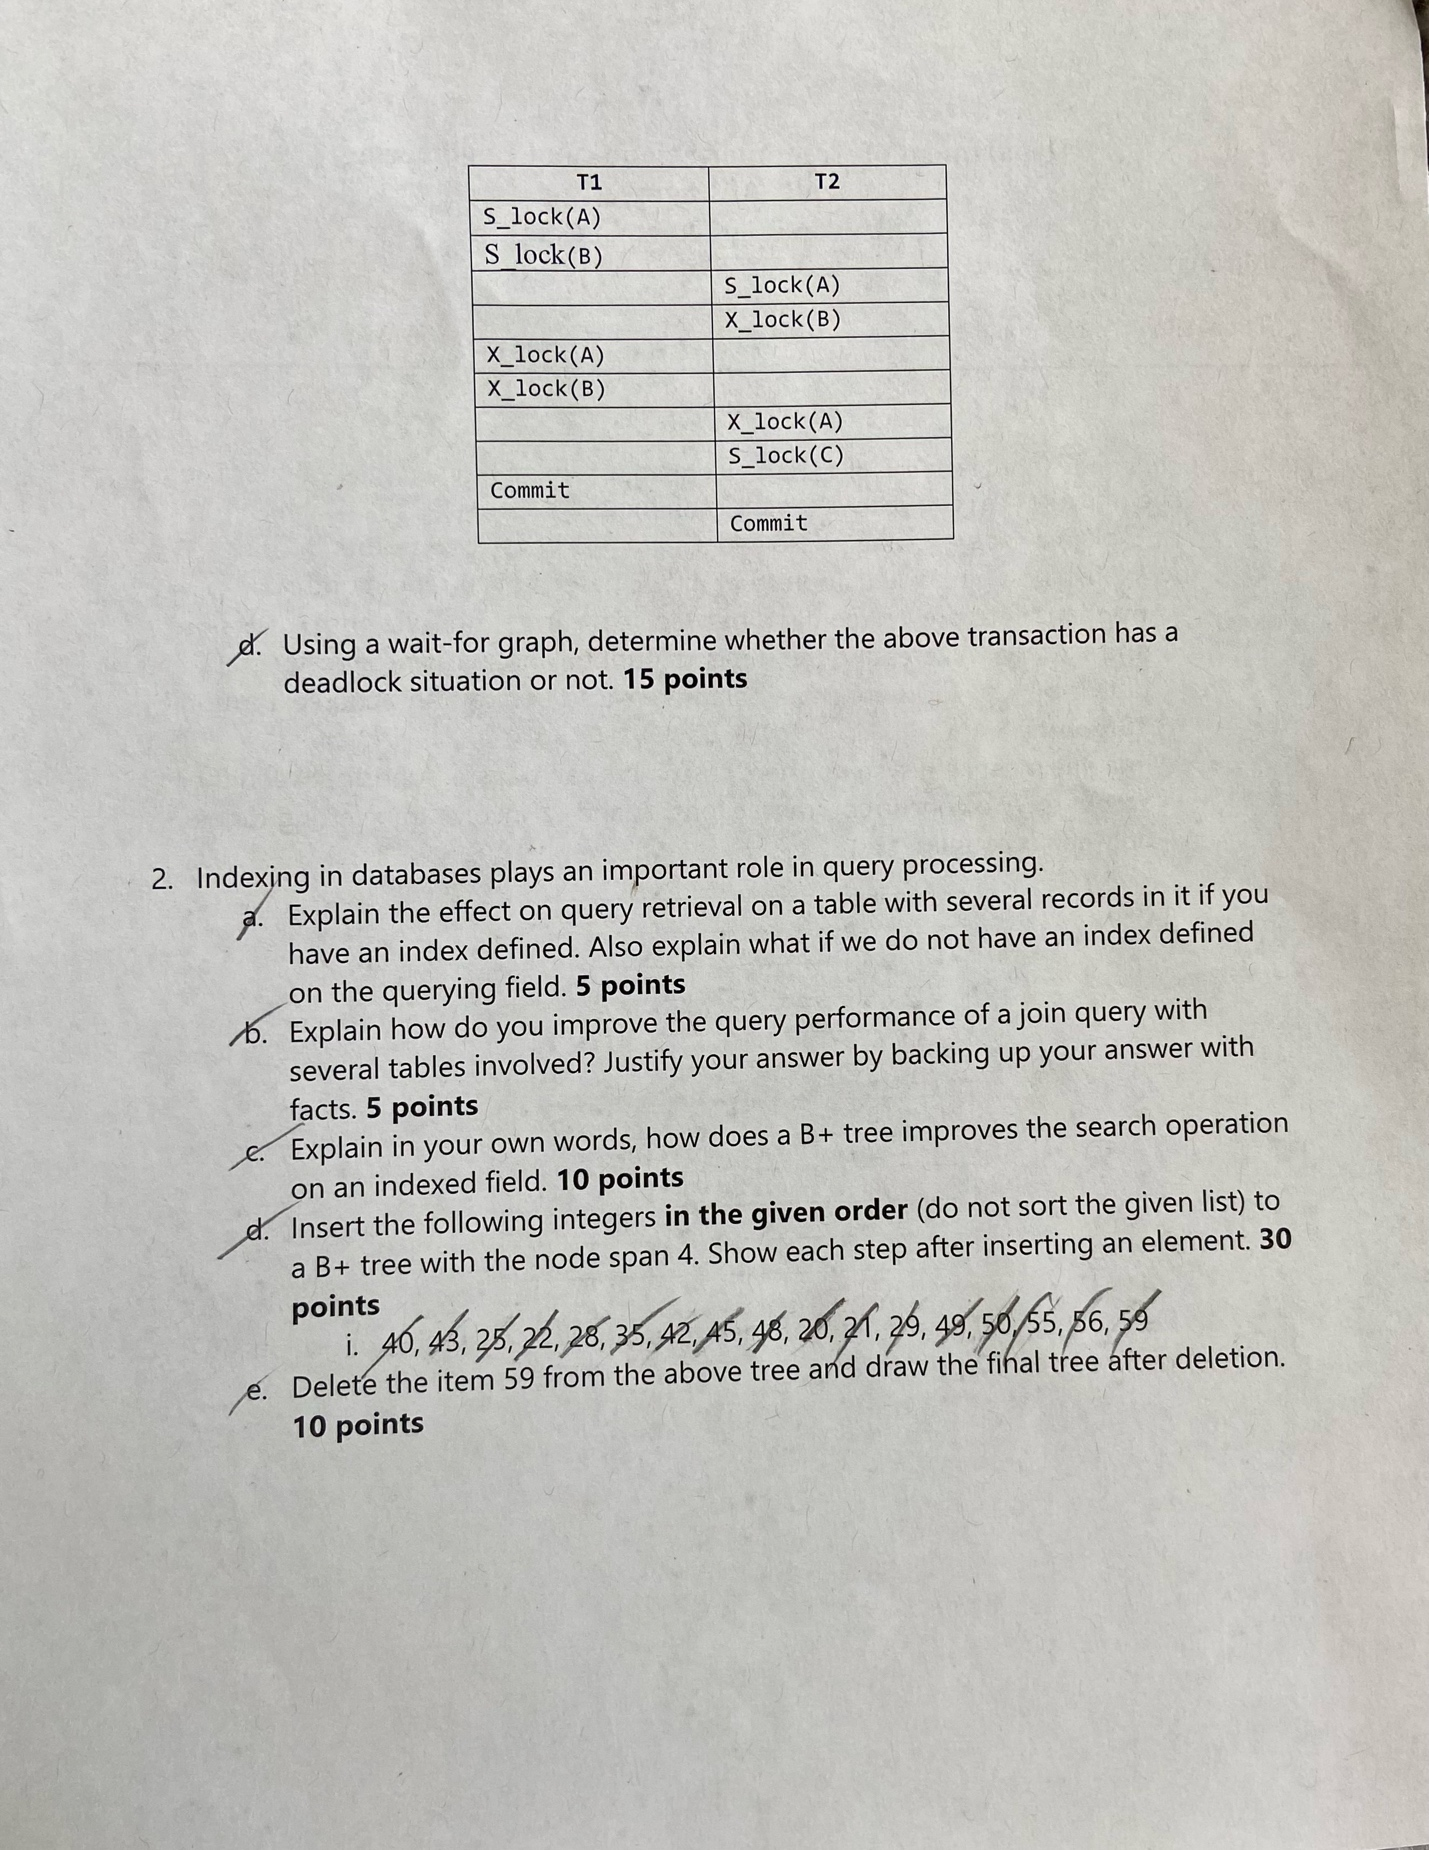 T1 T2
S_lock(A)
S_lock(B)
S_lock(A)
X_lock(B)
X_lock(A)
X_lock(B)
X_lock(A)
S_lock(C)
Commit
Commit
d. Using a wait-for graph, determine whether the above transaction has a
deadlock situation or not. 15 points
2. Indexing in databases plays an important role in query processing.
a. Explain the effect on query retrieval on a table with several records in it if you
have an index defined. Also explain what if we do not have an index defined
on the querying field. 5 points
b. Explain how do you improve the query performance of a join query with
several tables involved? Justify your answer by backing up your answer with
facts. 5 points
c. Explain in your own words, how does a B+ tree improves the search operation
on an indexed field. 10 points
d. Insert the following integers in the given order (do not sort the given list) to
a B+ tree with the node span 4. Show each step after inserting an element. 30
points
i. 40, 43, 25, 22, 28, 35, 42, 45, 48, 20, 21, 29, 49, 50, 55, 56, 59
e. Delete the item 59 from the above tree and draw the final tree after deletion.
10 points